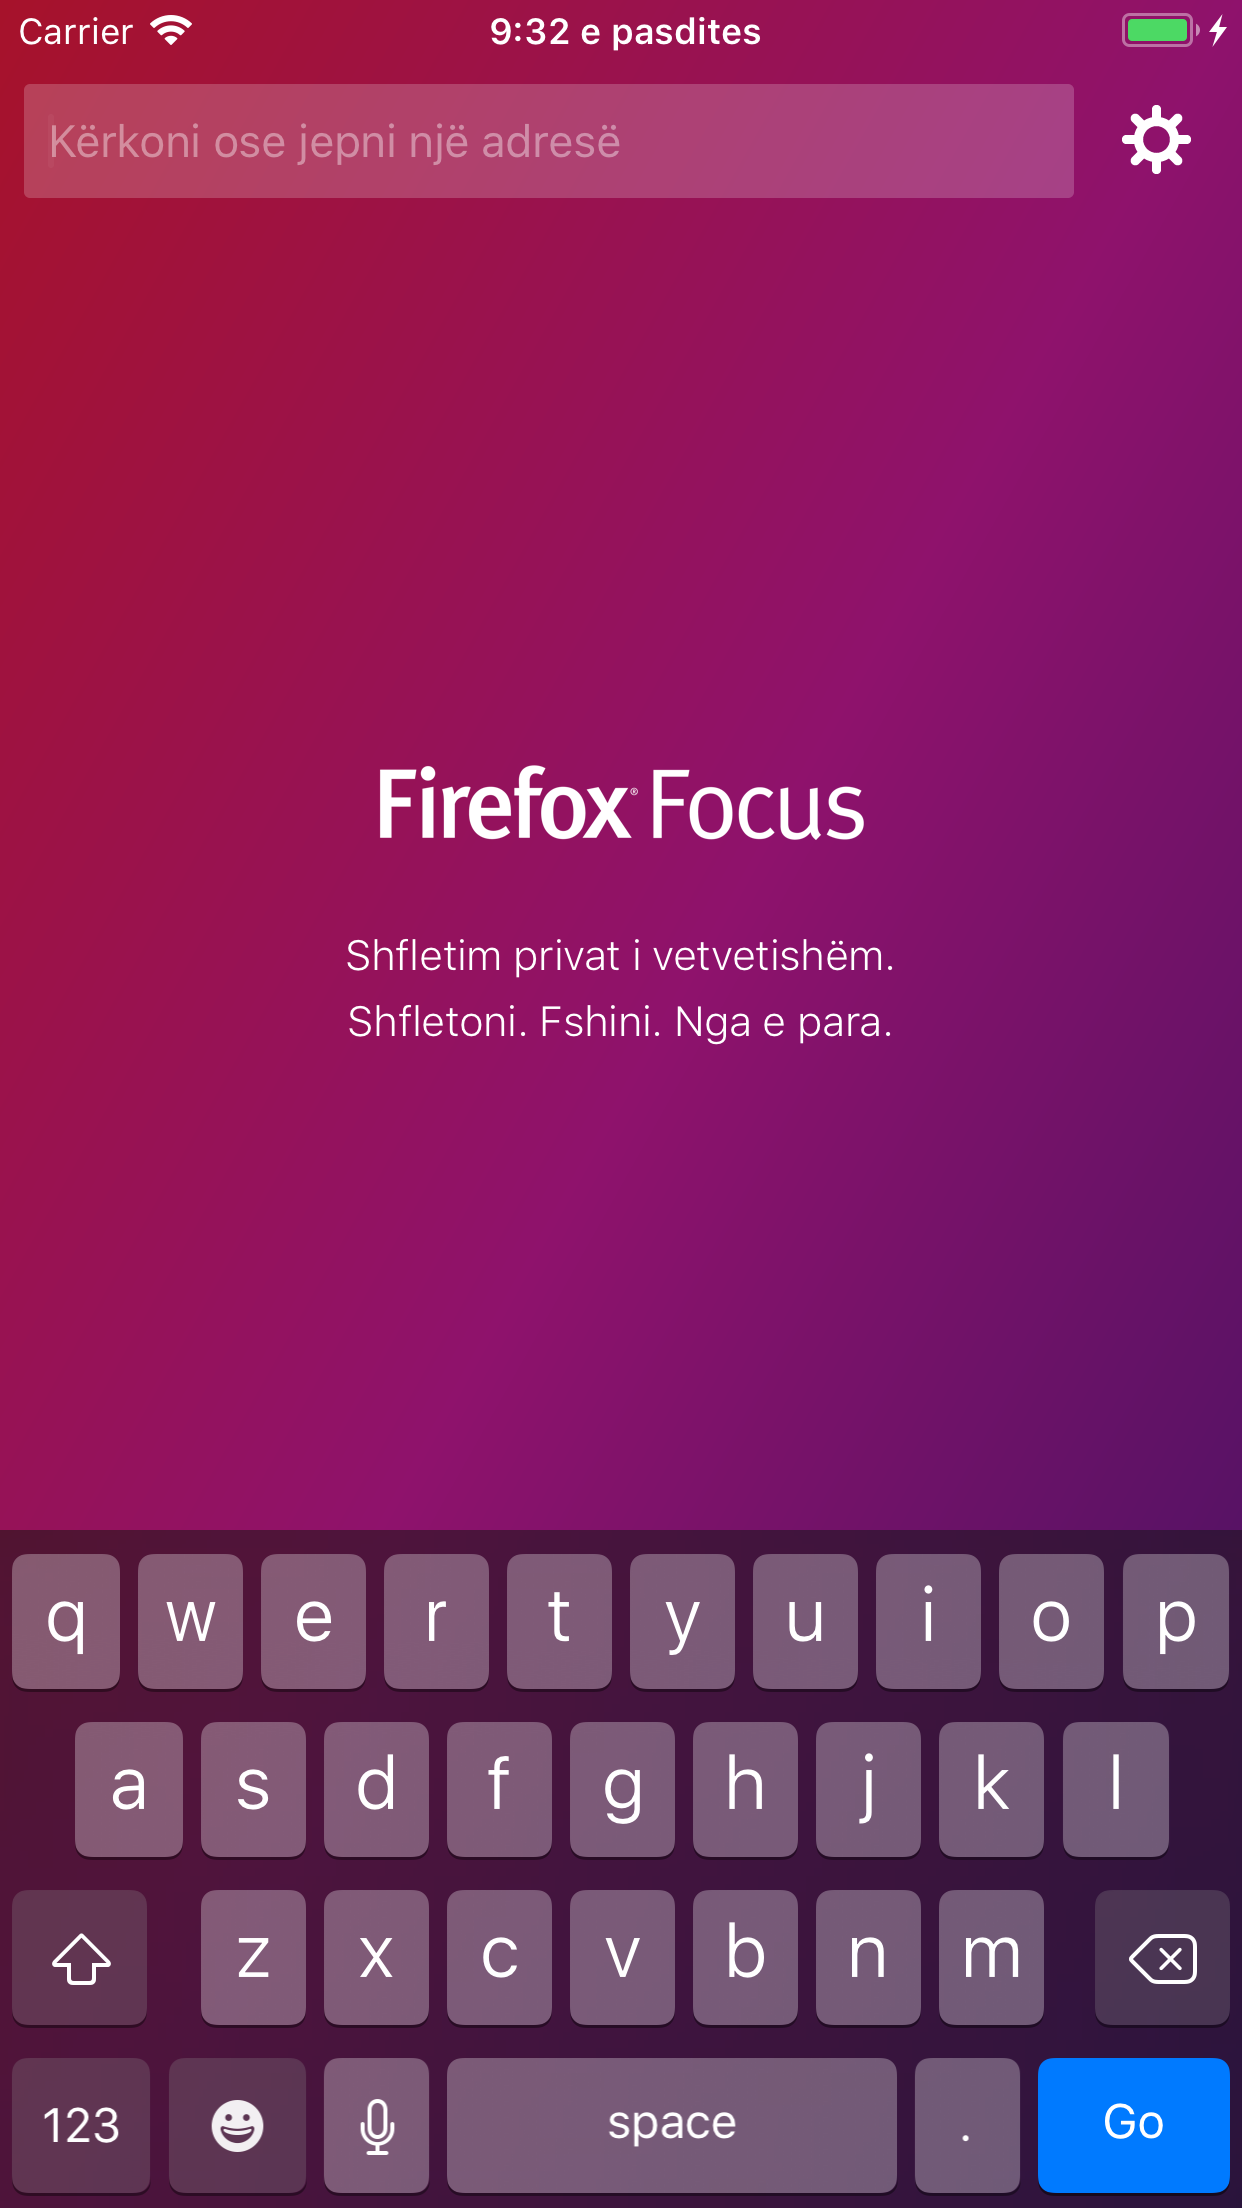 Carrier 9:32 e pasdites
Kërkoni ose jepni një adresë
Firefox® Focus
Shfletim privat i vetvetishëm.
Shfletoni. Fshini. Nga e para.
q w e r t y u i o p
a s d f g h j k l
z x c v b n m
123 space . Go